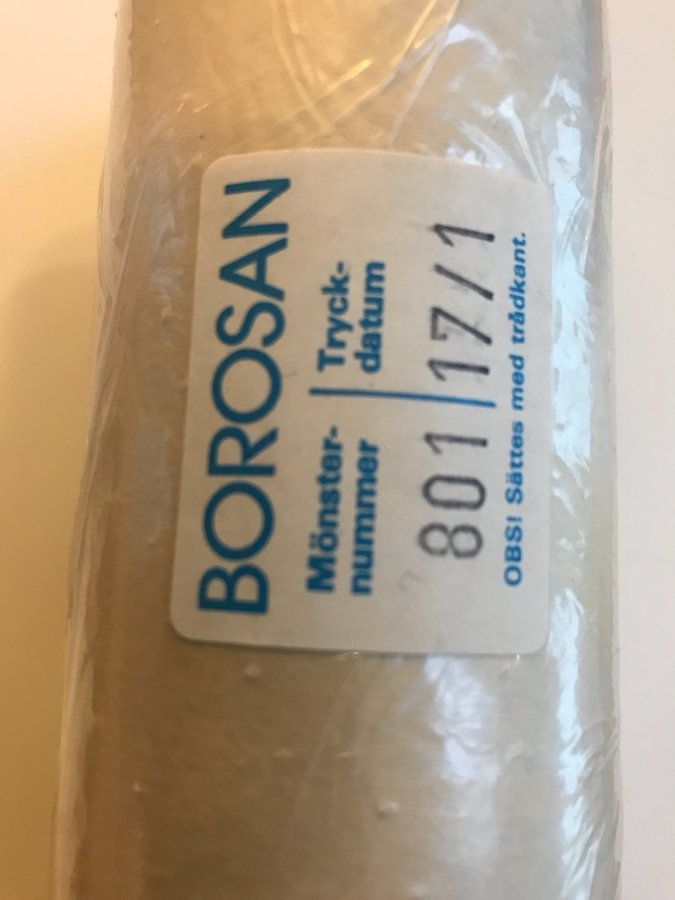 BOROSAN
Mönster-
nummer
Tryck-
datum
801
17/1
OBS! Sättes med trådkant.